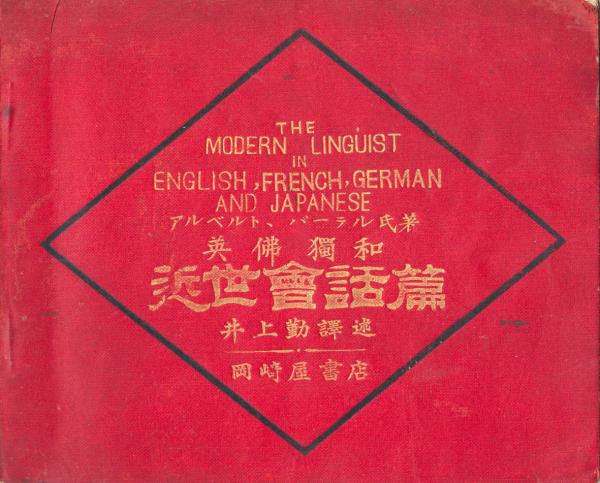 THE
MODERN LINGUIST
IN
ENGLISH, FRENCH, GERMAN
AND JAPANESE
アルベルト、バーラル氏著
英佛獨和
近世會話篇
井上勤譯述
岡﨑屋書店